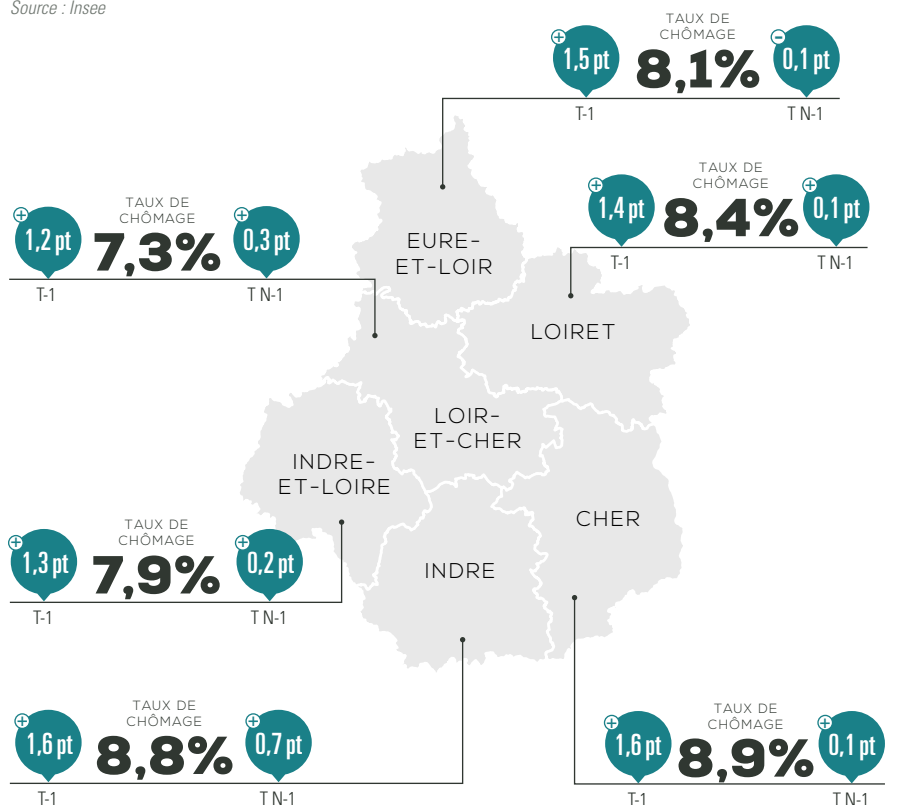 Source : Insee
TAUX DE
CHÔMAGE
+ 1,5 pt 8,1% - 0,1 pt
T-1 T N-1
TAUX DE
CHÔMAGE
+ 1,4 pt 8,4% + 0,1 pt
T-1 T N-1
TAUX DE
CHÔMAGE
+ 1,2 pt 7,3% + 0,3 pt
T-1 T N-1
EURE-
ET-LOIR
LOIRET
LOIR-
ET-CHER
INDRE-
ET-LOIRE
CHER
INDRE
TAUX DE
CHÔMAGE
+ 1,3 pt 7,9% + 0,2 pt
T-1 T N-1
TAUX DE
CHÔMAGE
+ 1,6 pt 8,8% + 0,7 pt
T-1 T N-1
TAUX DE
CHÔMAGE
+ 1,6 pt 8,9% + 0,1 pt
T-1 T N-1